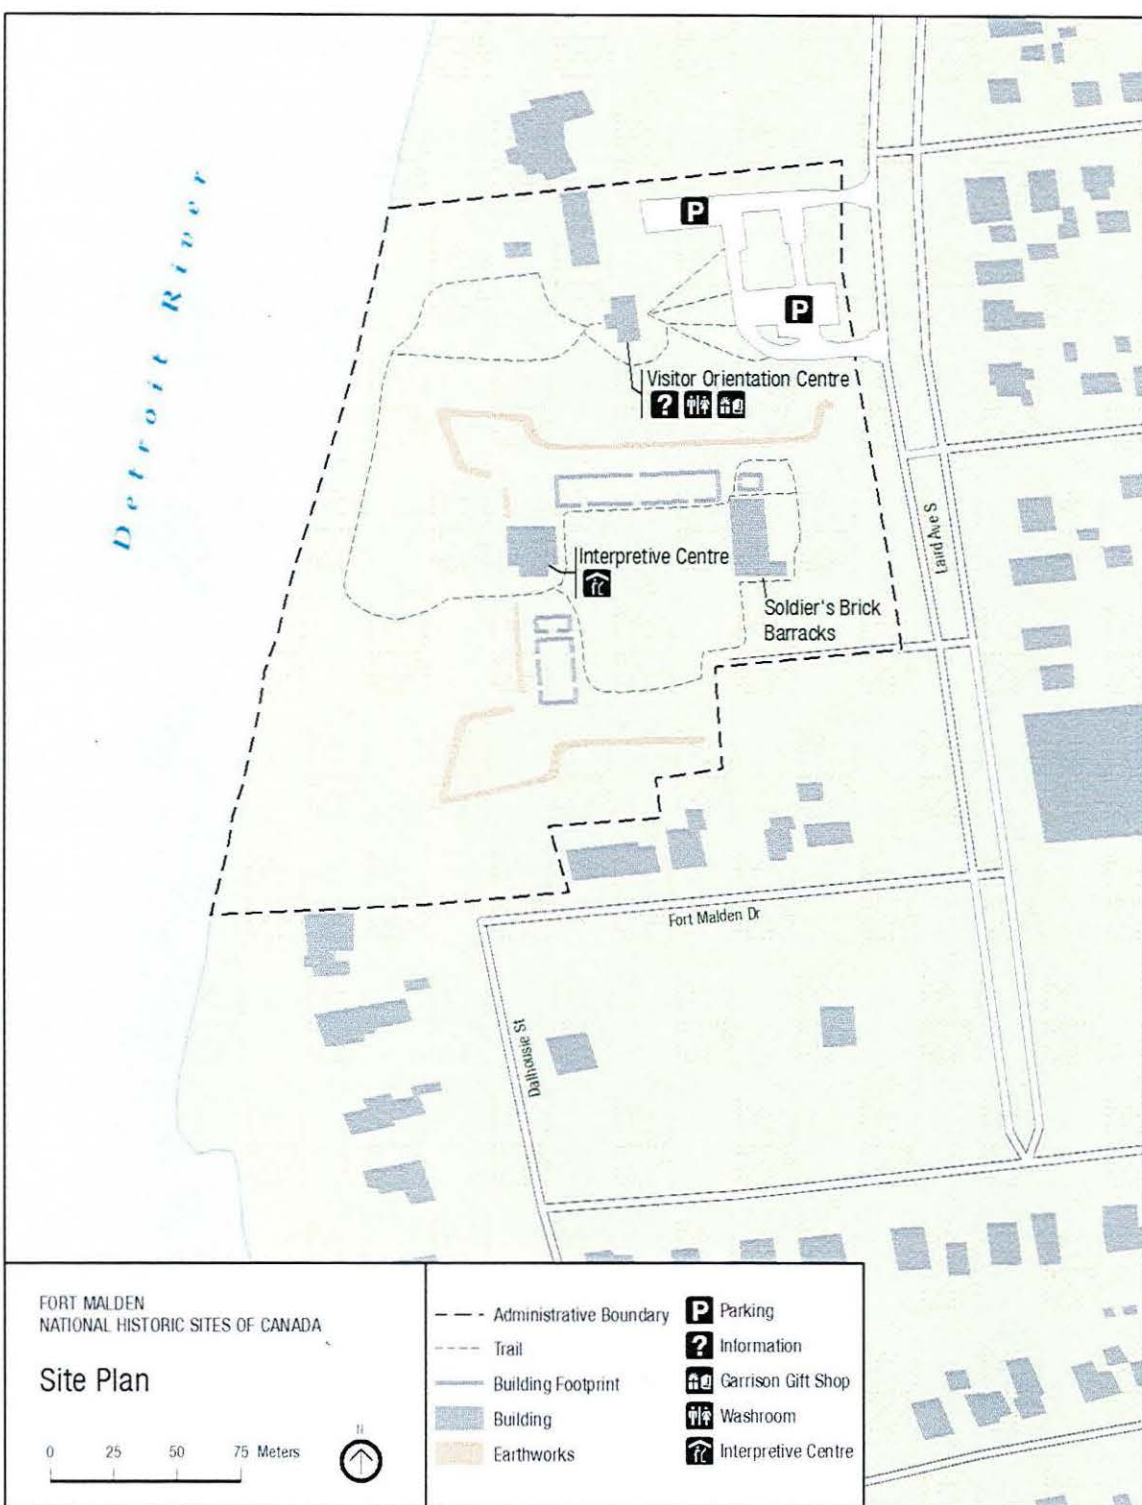 Detroit River
P
P
Visitor Orientation Centre
?
Interpretive Centre
Soldier's Brick
Barracks
Laird Ave S
Fort Malden Dr
Dalhousie St
FORT MALDEN
NATIONAL HISTORIC SITES OF CANADA
Site Plan
0 25 50 75 Meters
N
Administrative Boundary
Trail
Building Footprint
Building
Earthworks
P Parking
? Information
Garrison Gift Shop
Washroom
Interpretive Centre